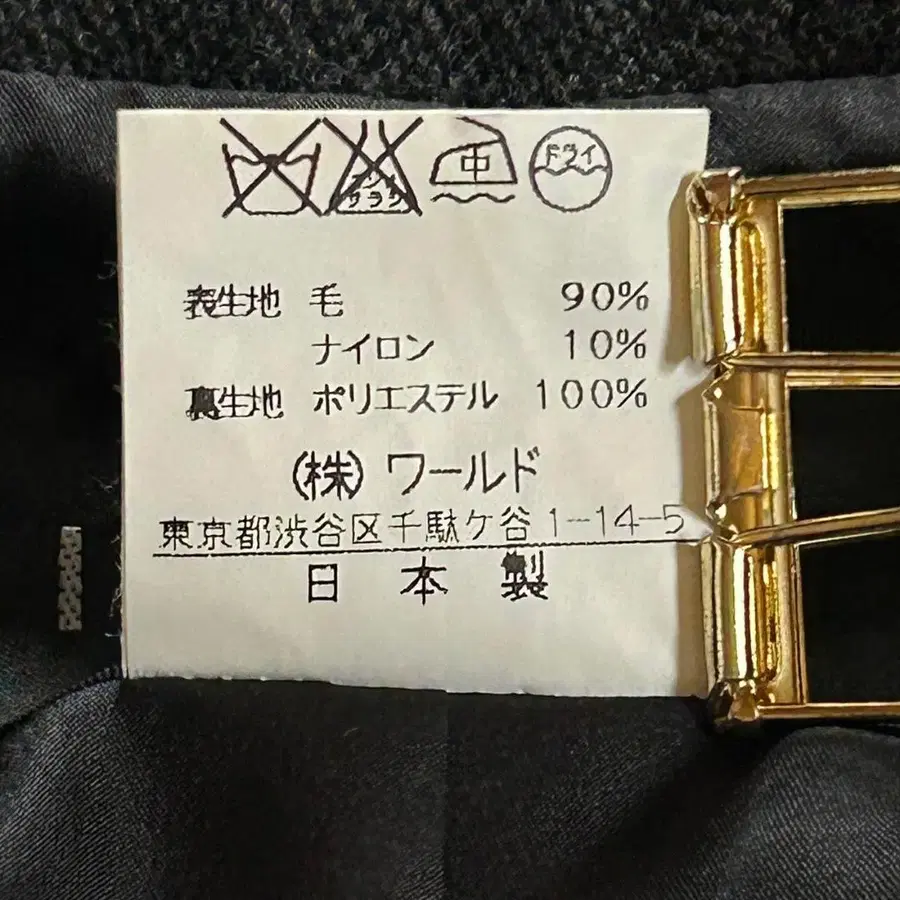 中 ドライ
表生地 毛 90%
ナイロン 10%
裏生地 ポリエステル 100%
(株) ワールド
東京都渋谷区千駄ケ谷1-14-5
日本製